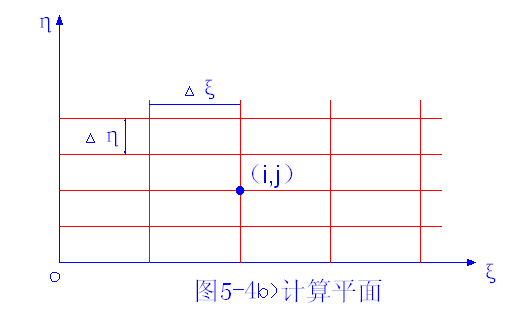 η
△ ξ
△ η
(i,j)
O
ξ
图5-4b)计算平面